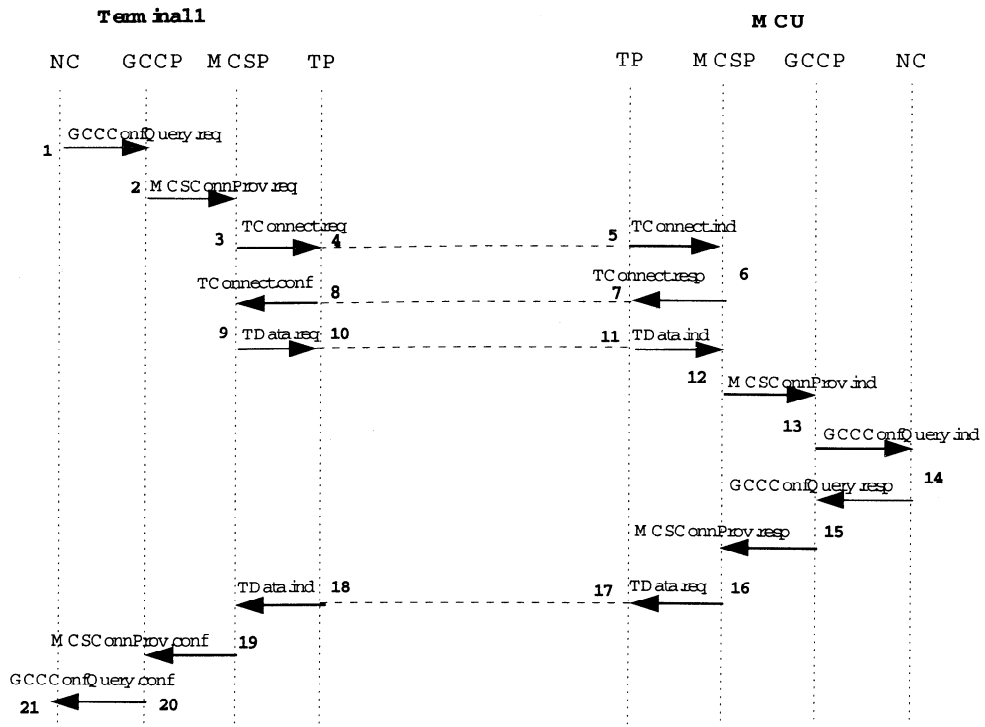 Terminal1 MCU
NC GCCP MCSP TP TP MCSP GCCP NC
GCCConfQuery.req
1
2 MCSConnProv.req
TConnect.req TConnect.ind
3 4 5
6
TConnect.conf TConnect.resp
8 7
9 TData.req 10 11 TData.ind
12 MCSConnProv.ind
13 GCCConfQuery.ind
GCCConfQuery.resp 14
MCSConnProv.resp 15
TData.ind 18 17 TData.req 16
MCSConnProv.conf 19
GCCConfQuery.conf
21 20